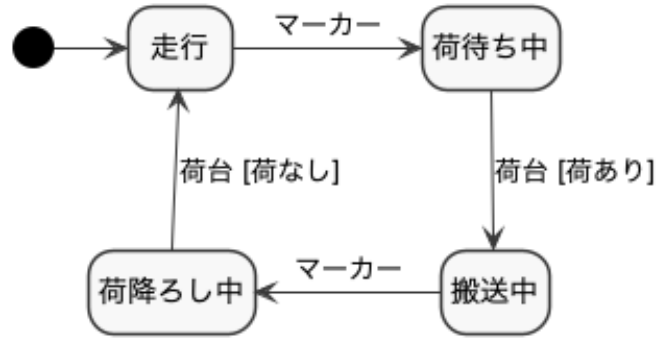 マーカー
走行
荷待ち中
荷台 [荷なし]
荷台 [荷あり]
マーカー
荷降ろし中
搬送中